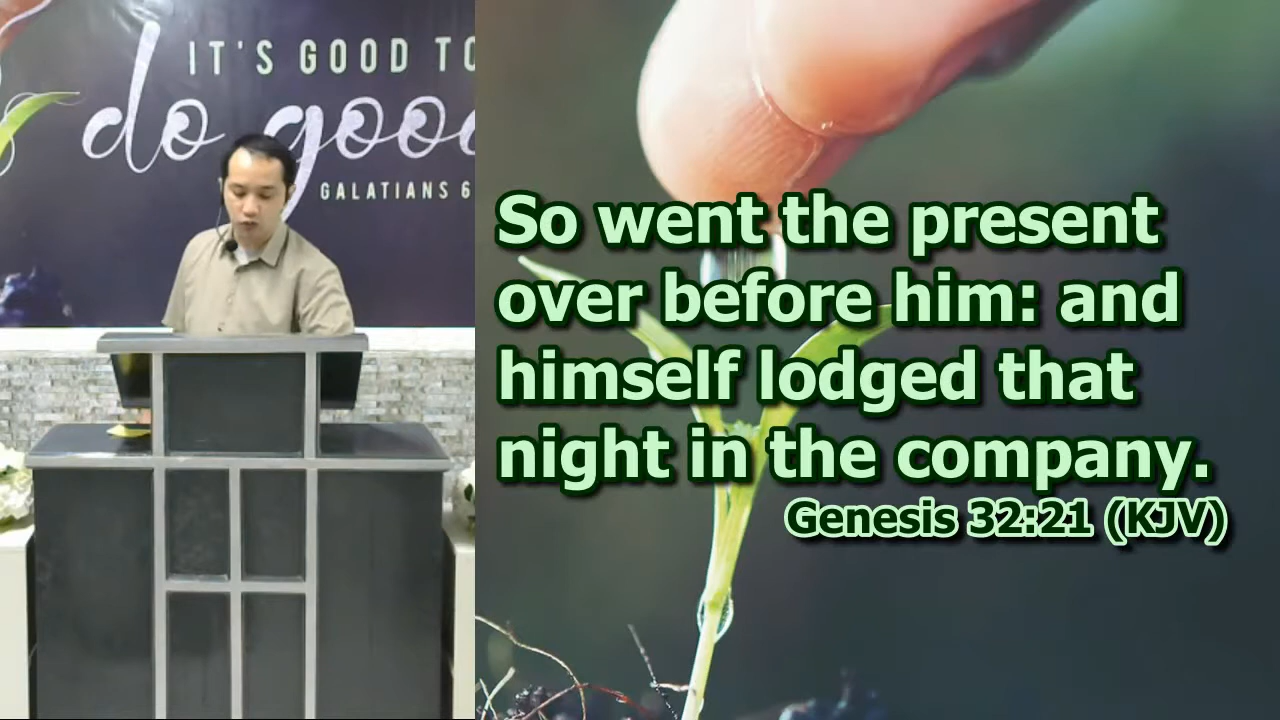 IT'S GOOD TO
do good
GALATIANS 6
So went the present
over before him: and
himself lodged that
night in the company.
Genesis 32:21 (KJV)